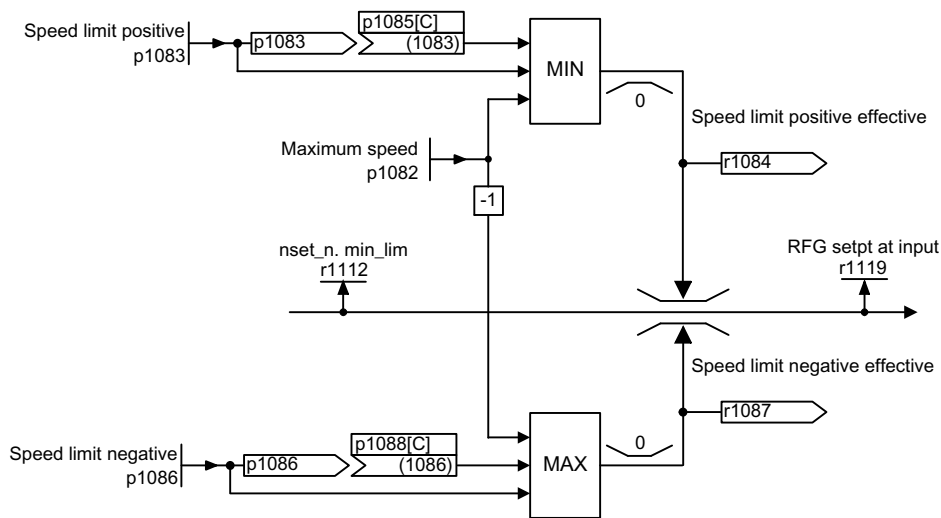 Speed limit positive
p1083
p1083
p1085[C]
(1083)
MIN
0
Speed limit positive effective
r1084
Maximum speed
p1082
-1
nset_n. min_lim
r1112
RFG setpt at input
r1119
Speed limit negative effective
r1087
Speed limit negative
p1086
p1086
p1088[C]
(1086)
MAX
0